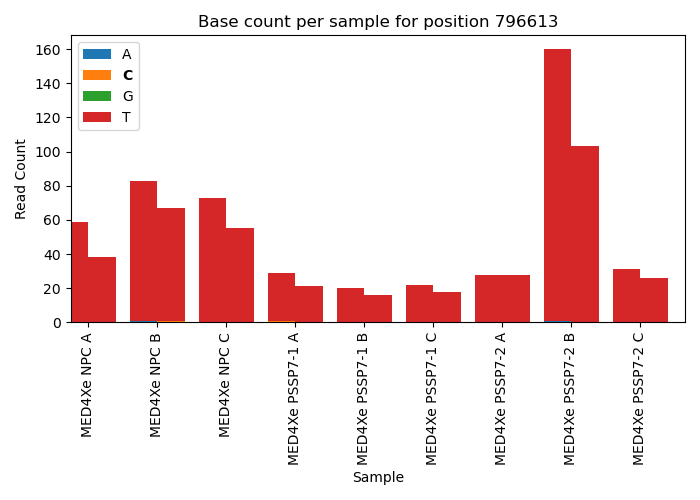 Base count per sample for position 796613
A
C
G
T
160
140
120
100
80
60
40
20
0
Read Count
MED4Xe NPC A
MED4Xe NPC B
MED4Xe NPC C
MED4Xe PSSP7-1 A
MED4Xe PSSP7-1 B
MED4Xe PSSP7-1 C
MED4Xe PSSP7-2 A
MED4Xe PSSP7-2 B
MED4Xe PSSP7-2 C
Sample